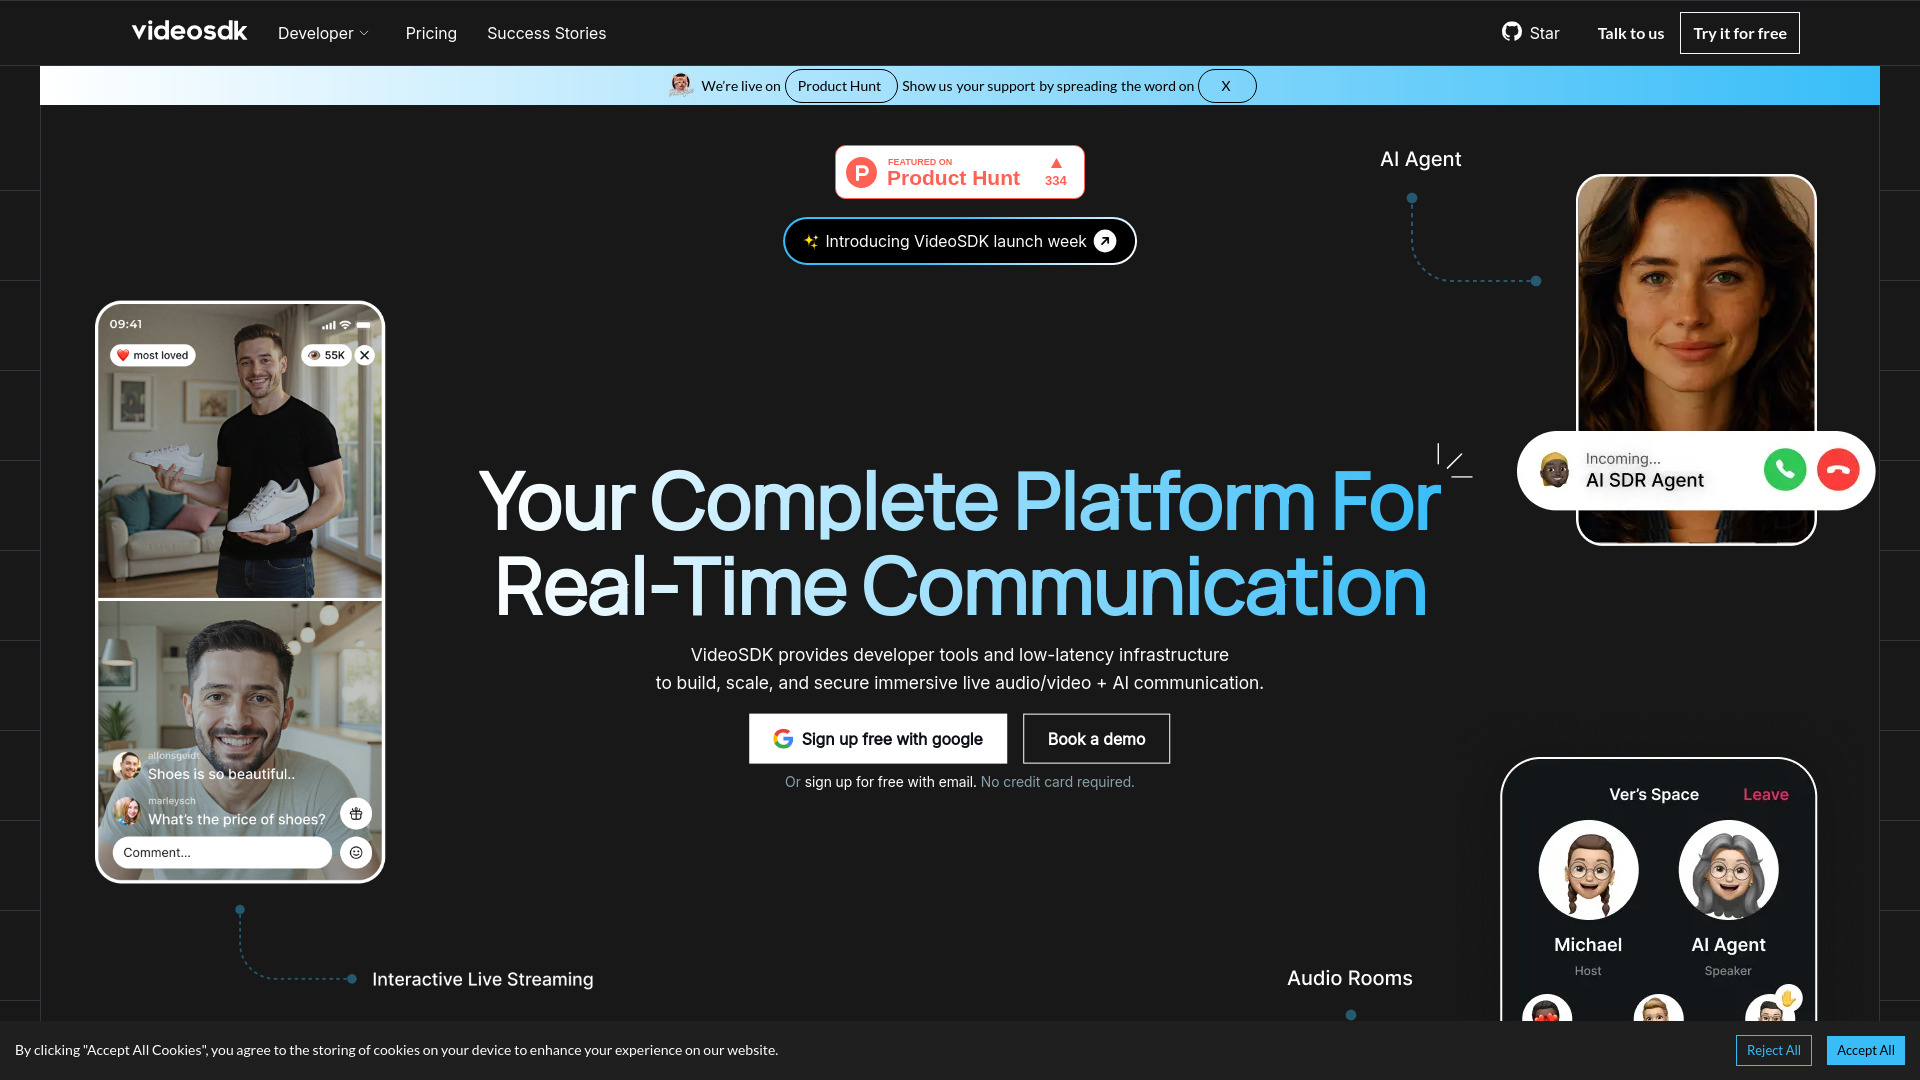 videosdk
Developer
Pricing
Success Stories
Star
Talk to us
Try it for free
We're live on Product Hunt Show us your support by spreading the word on X
FEATURED ON
Product Hunt
334
Introducing VideoSDK launch week
AI Agent
09:41
most loved
55K
Incoming...
AI SDR Agent
Your Complete Platform For
Real-Time Communication
VideoSDK provides developer tools and low-latency infrastructure
to build, scale, and secure immersive live audio/video + AI communication.
Sign up free with google
Book a demo
Or sign up for free with email. No credit card required.
alfonsguidt
Shoes is so beautiful..
marleysch
What's the price of shoes?
Comment...
Ver's Space
Leave
Michael
AI Agent
Host
Speaker
Interactive Live Streaming
Audio Rooms
By clicking "Accept All Cookies", you agree to the storing of cookies on your device to enhance your experience on our website.
Reject All
Accept All